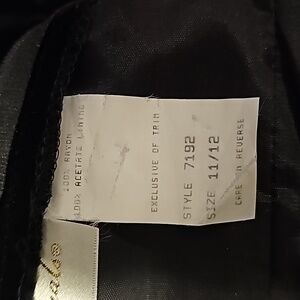 100% RAYON
100% ACETATE LINING
EXCLUSIVE OF TRIM
STYLE 7192
SIZE 11/12
CARE ON REVERSE